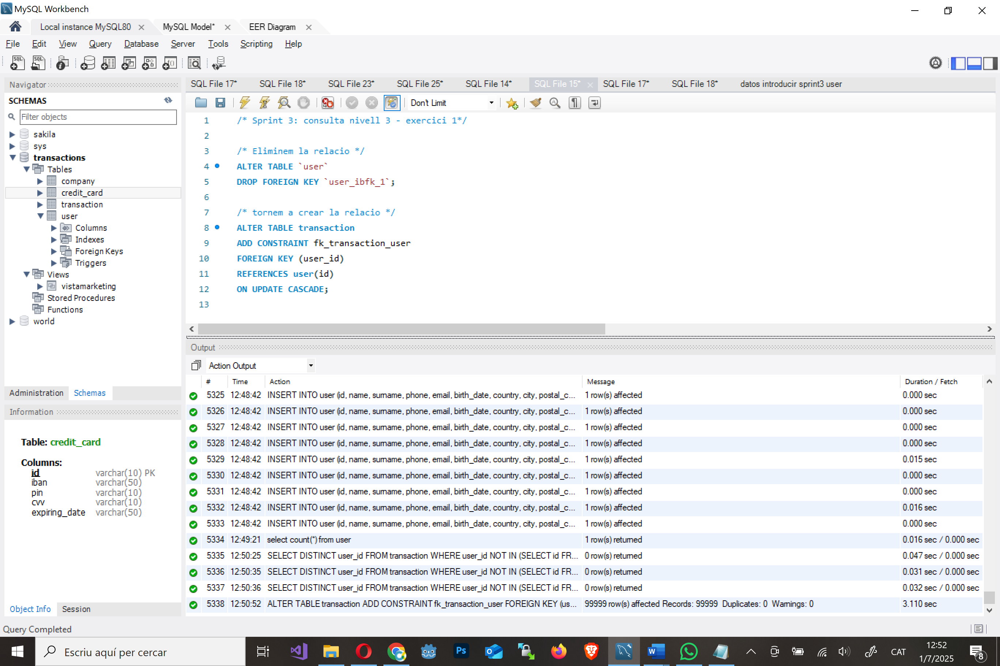 MySQL Workbench
Local instance MySQL80
MySQL Model*
EER Diagram
File Edit View Query Database Server Tools Scripting Help
Navigator
SCHEMAS
Filter objects
sakila
sys
transactions
Tables
company
credit_card
transaction
user
Columns
Indexes
Foreign Keys
Triggers
Views
vistamarketing
Stored Procedures
Functions
world
Administration Schemas
Information
Table: credit_card
Columns:
id varchar(10) PK
iban varchar(50)
pin varchar(10)
cvv varchar(10)
expiring_date varchar(50)
Object Info Session
SQL File 17* SQL File 18* SQL File 23* SQL File 25* SQL File 14* SQL File 15* SQL File 17* SQL File 18* datos introducir sprint3 user
Don't Limit
1 /* Sprint 3: consulta nivell 3 - exercici 1*/
2
3 /* Eliminem la relacio */
4 ALTER TABLE `user`
5 DROP FOREIGN KEY `user_ibfk_1`;
6
7 /* tornem a crear la relacio */
8 ALTER TABLE transaction
9 ADD CONSTRAINT fk_transaction_user
10 FOREIGN KEY (user_id)
11 REFERENCES user(id)
12 ON UPDATE CASCADE;
13
Output
Action Output
# Time Action Message Duration / Fetch
5325 12:48:42 INSERT INTO user (id, name, surname, phone, email, birth_date, country, city, postal_c... 1 row(s) affected 0.000 sec
5326 12:48:42 INSERT INTO user (id, name, surname, phone, email, birth_date, country, city, postal_c... 1 row(s) affected 0.000 sec
5327 12:48:42 INSERT INTO user (id, name, surname, phone, email, birth_date, country, city, postal_c... 1 row(s) affected 0.000 sec
5328 12:48:42 INSERT INTO user (id, name, surname, phone, email, birth_date, country, city, postal_c... 1 row(s) affected 0.000 sec
5329 12:48:42 INSERT INTO user (id, name, surname, phone, email, birth_date, country, city, postal_c... 1 row(s) affected 0.015 sec
5330 12:48:42 INSERT INTO user (id, name, surname, phone, email, birth_date, country, city, postal_c... 1 row(s) affected 0.000 sec
5331 12:48:42 INSERT INTO user (id, name, surname, phone, email, birth_date, country, city, postal_c... 1 row(s) affected 0.000 sec
5332 12:48:42 INSERT INTO user (id, name, surname, phone, email, birth_date, country, city, postal_c... 1 row(s) affected 0.016 sec
5333 12:48:42 INSERT INTO user (id, name, surname, phone, email, birth_date, country, city, postal_c... 1 row(s) affected 0.000 sec
5334 12:49:21 select count(*) from user 1 row(s) returned 0.016 sec / 0.000 sec
5335 12:50:25 SELECT DISTINCT user_id FROM transaction WHERE user_id NOT IN (SELECT id FR... 0 row(s) returned 0.047 sec / 0.000 sec
5336 12:50:35 SELECT DISTINCT user_id FROM transaction WHERE user_id NOT IN (SELECT id FR... 0 row(s) returned 0.031 sec / 0.000 sec
5337 12:50:36 SELECT DISTINCT user_id FROM transaction WHERE user_id NOT IN (SELECT id FR... 0 row(s) returned 0.032 sec / 0.000 sec
5338 12:50:52 ALTER TABLE transaction ADD CONSTRAINT fk_transaction_user FOREIGN KEY (us... 99999 row(s) affected Records: 99999 Duplicates: 0 Warnings: 0 3.110 sec
Query Completed
Escriu aquí per cercar
CAT
12:52
1/7/2025
8